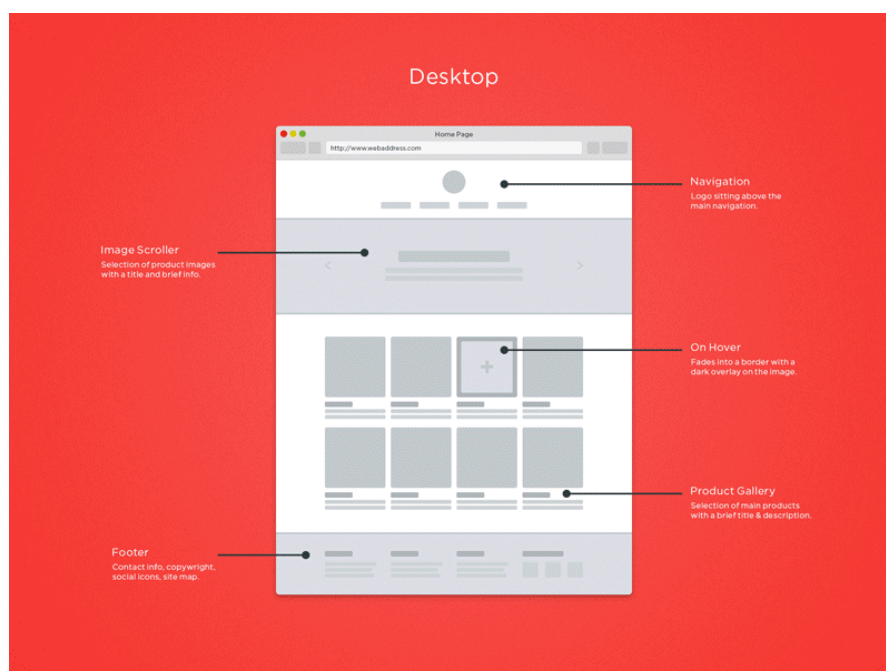 Desktop
Home Page
http://www.webaddress.com
Navigation
Logo sitting above the
main navigation.
Image Scroller
Selection of product images
with a title and brief info.
On Hover
Fades into a border with a
dark overlay on the image.
Product Gallery
Selection of main products
with a brief title & description.
Footer
Contact info, copywright,
social icons, site map.